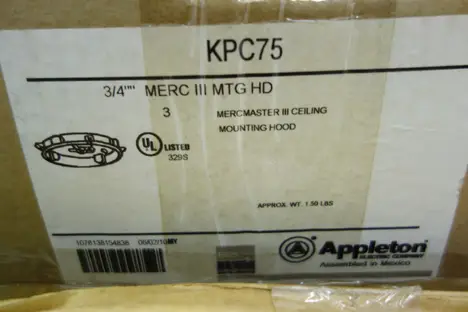 KPC75
3/4"" MERC III MTG HD
3 MERCMASTER III CEILING
MOUNTING HOOD
UL LISTED
329S
APPROX. WT. 1.50 LBS
Appleton
ELECTRIC COMPANY
Assembled in Mexico